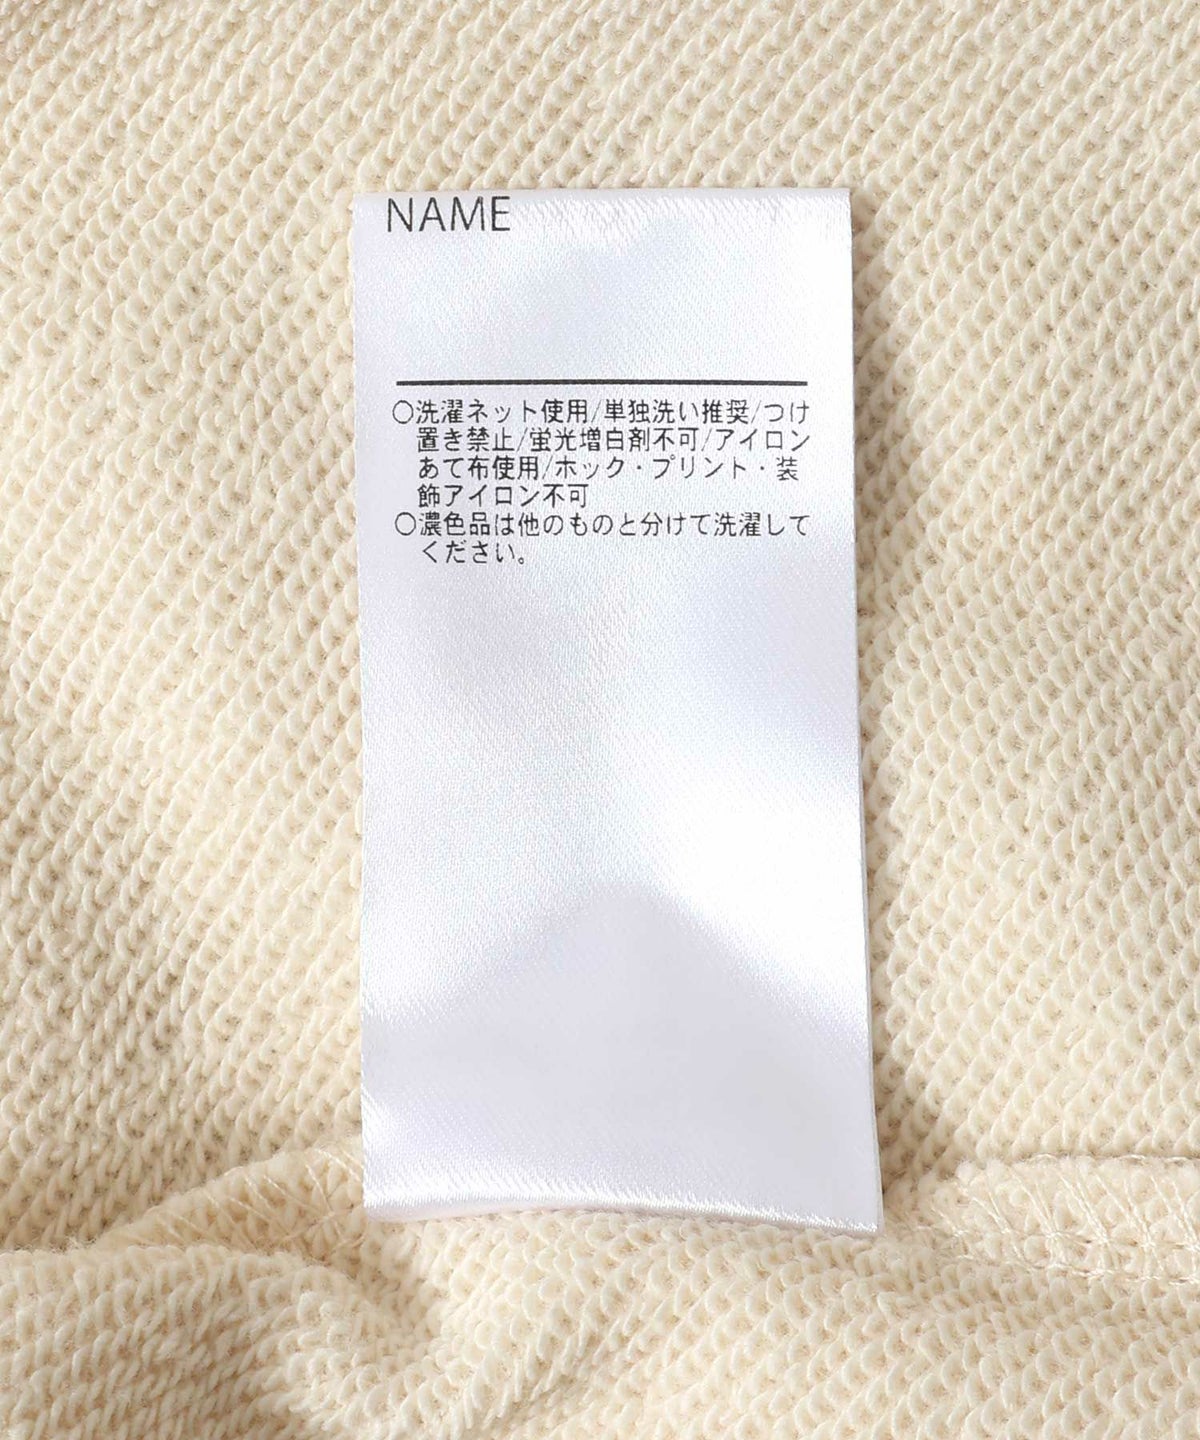 NAME
○洗濯ネット使用/単独洗い推奨/つけ
置き禁止/蛍光増白剤不可/アイロン
あて布使用/ホック・プリント・装
飾アイロン不可
○濃色品は他のものと分けて洗濯して
ください。